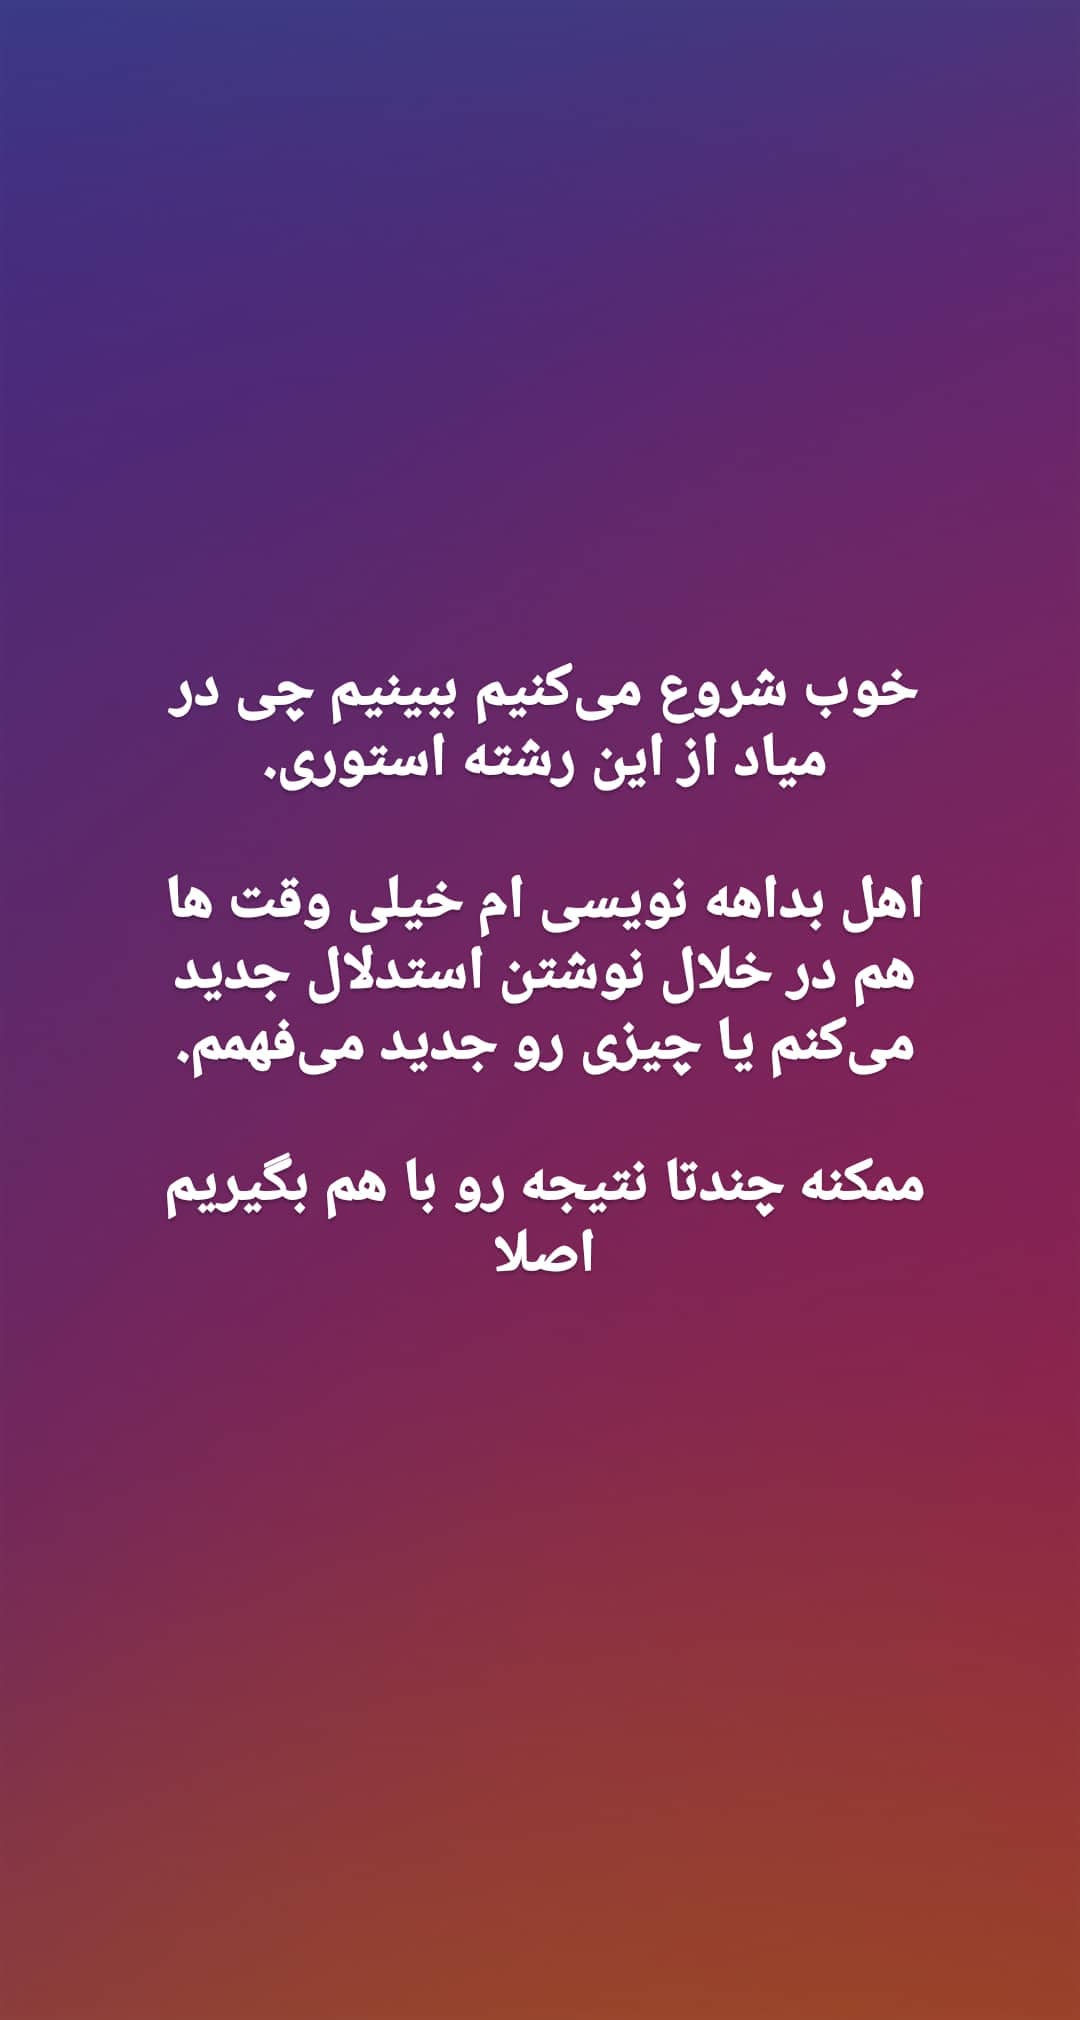 خوب شروع می‌کنیم ببینیم چی در
میاد از این رشته استوری.
اهل بداهه نویسی ام خیلی وقت ها
هم در خلال نوشتن استدلال جدید
می‌کنم یا چیزی رو جدید می‌فهمم.
ممکنه چندتا نتیجه رو با هم بگیریم
اصلا